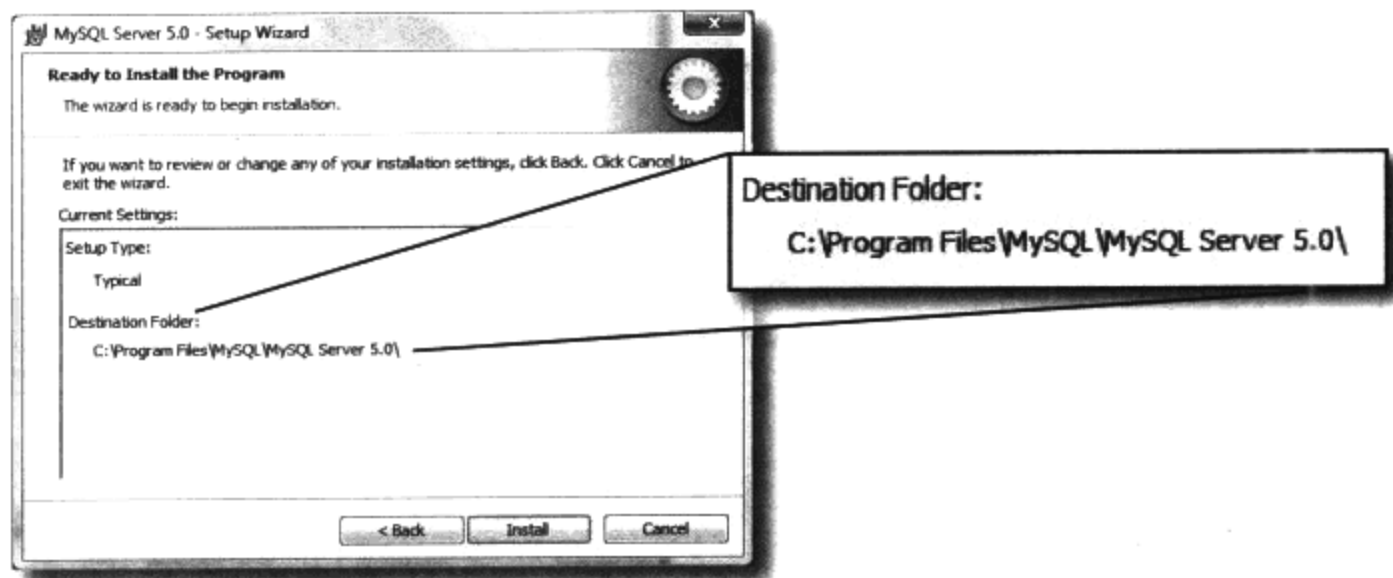 MySQL Server 5.0 - Setup Wizard
Ready to Install the Program
The wizard is ready to begin installation.
If you want to review or change any of your installation settings, click Back. Click Cancel to
exit the wizard.
Current Settings:
Setup Type:
Typical
Destination Folder:
C:\Program Files\MySQL\MySQL Server 5.0\
< Back
Install
Cancel
Destination Folder:
C:\Program Files\MySQL\MySQL Server 5.0\